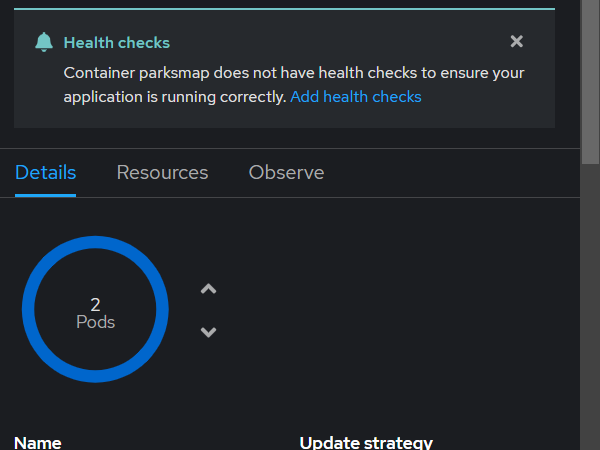 Health checks
Container parksmap does not have health checks to ensure your
application is running correctly. Add health checks
Details Resources Observe
2
Pods
Name Update strategy